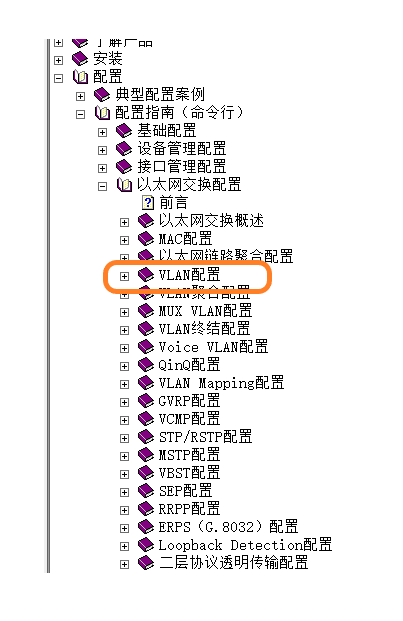 了解产品
安装
配置
典型配置案例
配置指南（命令行）
基础配置
设备管理配置
接口管理配置
以太网交换配置
前言
以太网交换概述
MAC配置
以太网链路聚合配置
VLAN配置
VLAN聚合配置
MUX VLAN配置
VLAN终结配置
Voice VLAN配置
QinQ配置
VLAN Mapping配置
GVRP配置
VCMP配置
STP/RSTP配置
MSTP配置
VBST配置
SEP配置
RRPP配置
ERPS（G.8032）配置
Loopback Detection配置
二层协议透明传输配置